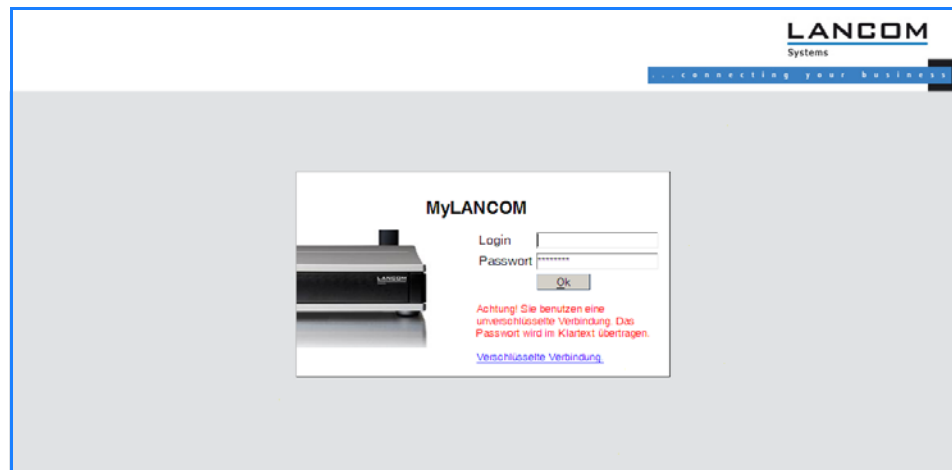 LANCOM
Systems
...connecting your business
MyLANCOM
LANCOM
Login
Passwort ********
Ok
Achtung! Sie benutzen eine
unverschlüsselte Verbindung. Das
Passwort wird im Klartext übertragen.
Verschlüsselte Verbindung.